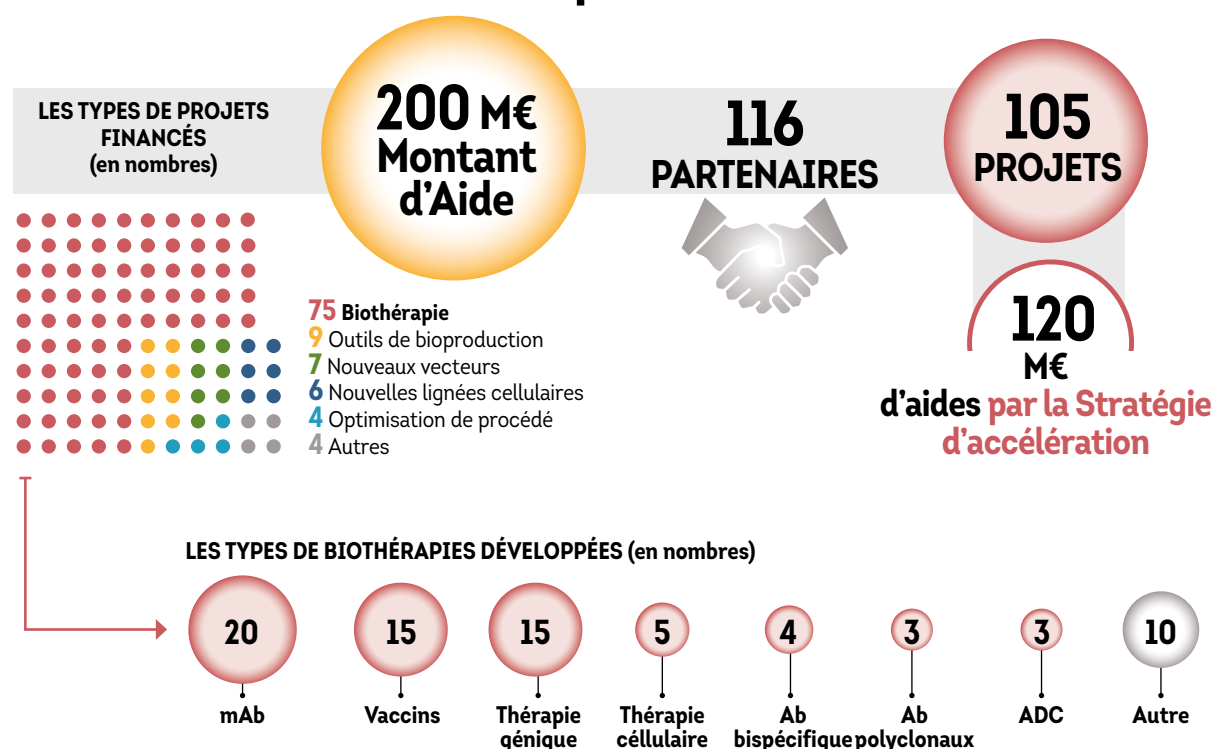 LES TYPES DE PROJETS
FINANCÉS
(en nombres)
200 M€
Montant
d'Aide
116
PARTENAIRES
105
PROJETS
120
M€
d'aides par la Stratégie
d'accélération
75 Biothérapie
9 Outils de bioproduction
7 Nouveaux vecteurs
6 Nouvelles lignées cellulaires
4 Optimisation de procédé
4 Autres
LES TYPES DE BIOTHÉRAPIES DÉVELOPPÉES (en nombres)
20
mAb
15
Vaccins
15
Thérapie
génique
5
Thérapie
céllulaire
4
Ab
bispécifique
3
Ab
polyclonaux
3
ADC
10
Autre